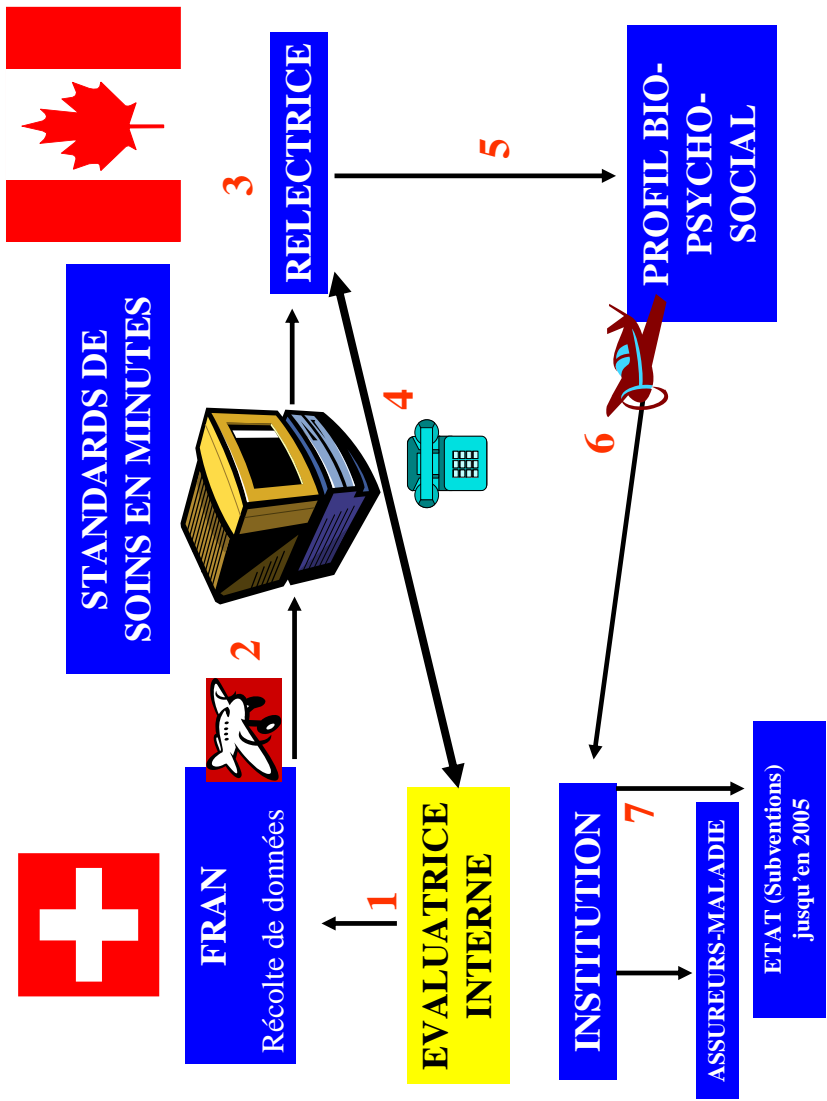 STANDARDS DE
SOINS EN MINUTES
FRAN
Récolte de données
2
3
RELECTRICE
1
4
EVALUATRICE
INTERNE
5
INSTITUTION
6
PROFIL BIO-
PSYCHO-
SOCIAL
7
ASSUREURS-MALADIE
ETAT (Subventions)
jusqu'en 2005